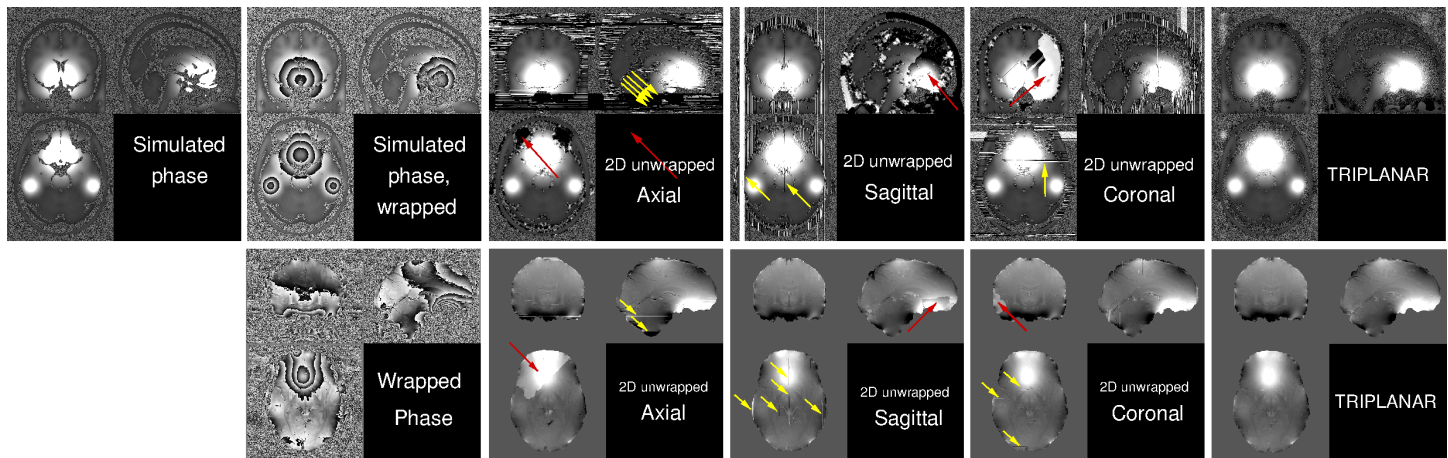 Simulated
phase
Simulated
phase,
wrapped
2D unwrapped
Axial
2D unwrapped
Sagittal
2D unwrapped
Coronal
TRIPLANAR
Wrapped
Phase
2D unwrapped
Axial
2D unwrapped
Sagittal
2D unwrapped
Coronal
TRIPLANAR